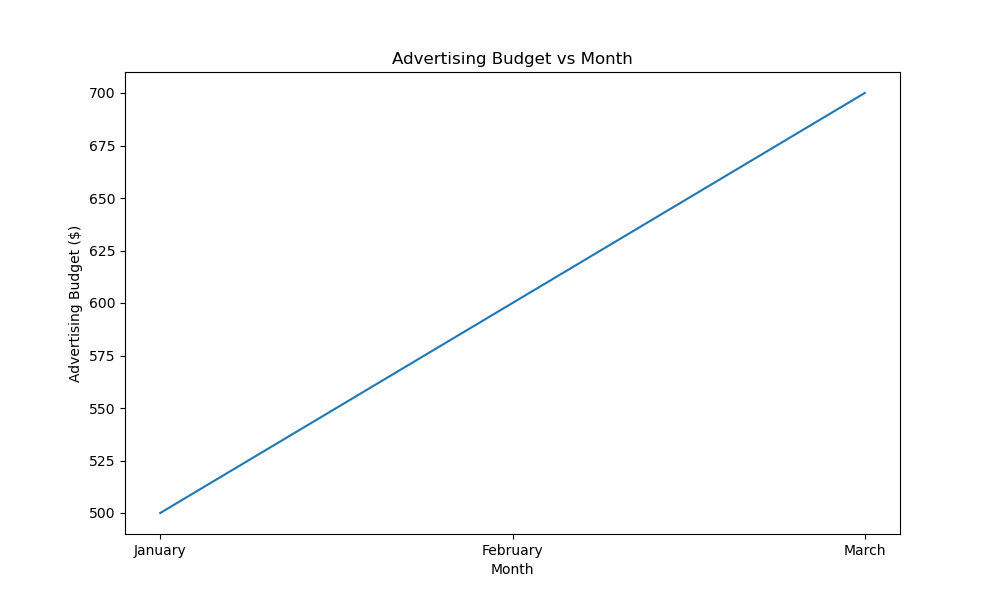 Advertising Budget vs Month
Advertising Budget ($)
700
675
650
625
600
575
550
525
500
January February March
Month